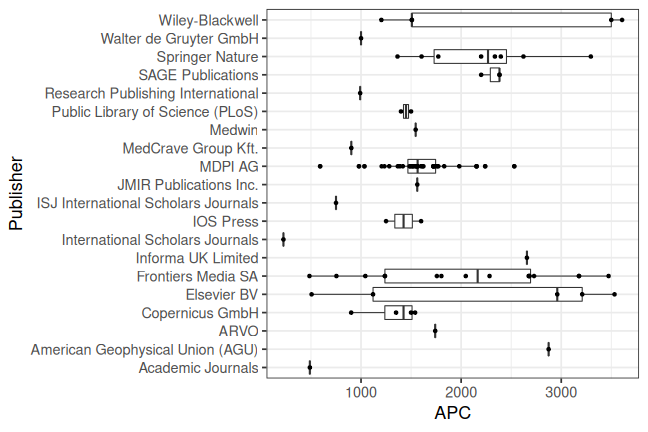 Publisher
Wiley-Blackwell
Walter de Gruyter GmbH
Springer Nature
SAGE Publications
Research Publishing International
Public Library of Science (PLoS)
Medwin
MedCrave Group Kft.
MDPI AG
JMIR Publications Inc.
ISJ International Scholars Journals
IOS Press
International Scholars Journals
Informa UK Limited
Frontiers Media SA
Elsevier BV
Copernicus GmbH
ARVO
American Geophysical Union (AGU)
Academic Journals
1000 2000 3000
APC